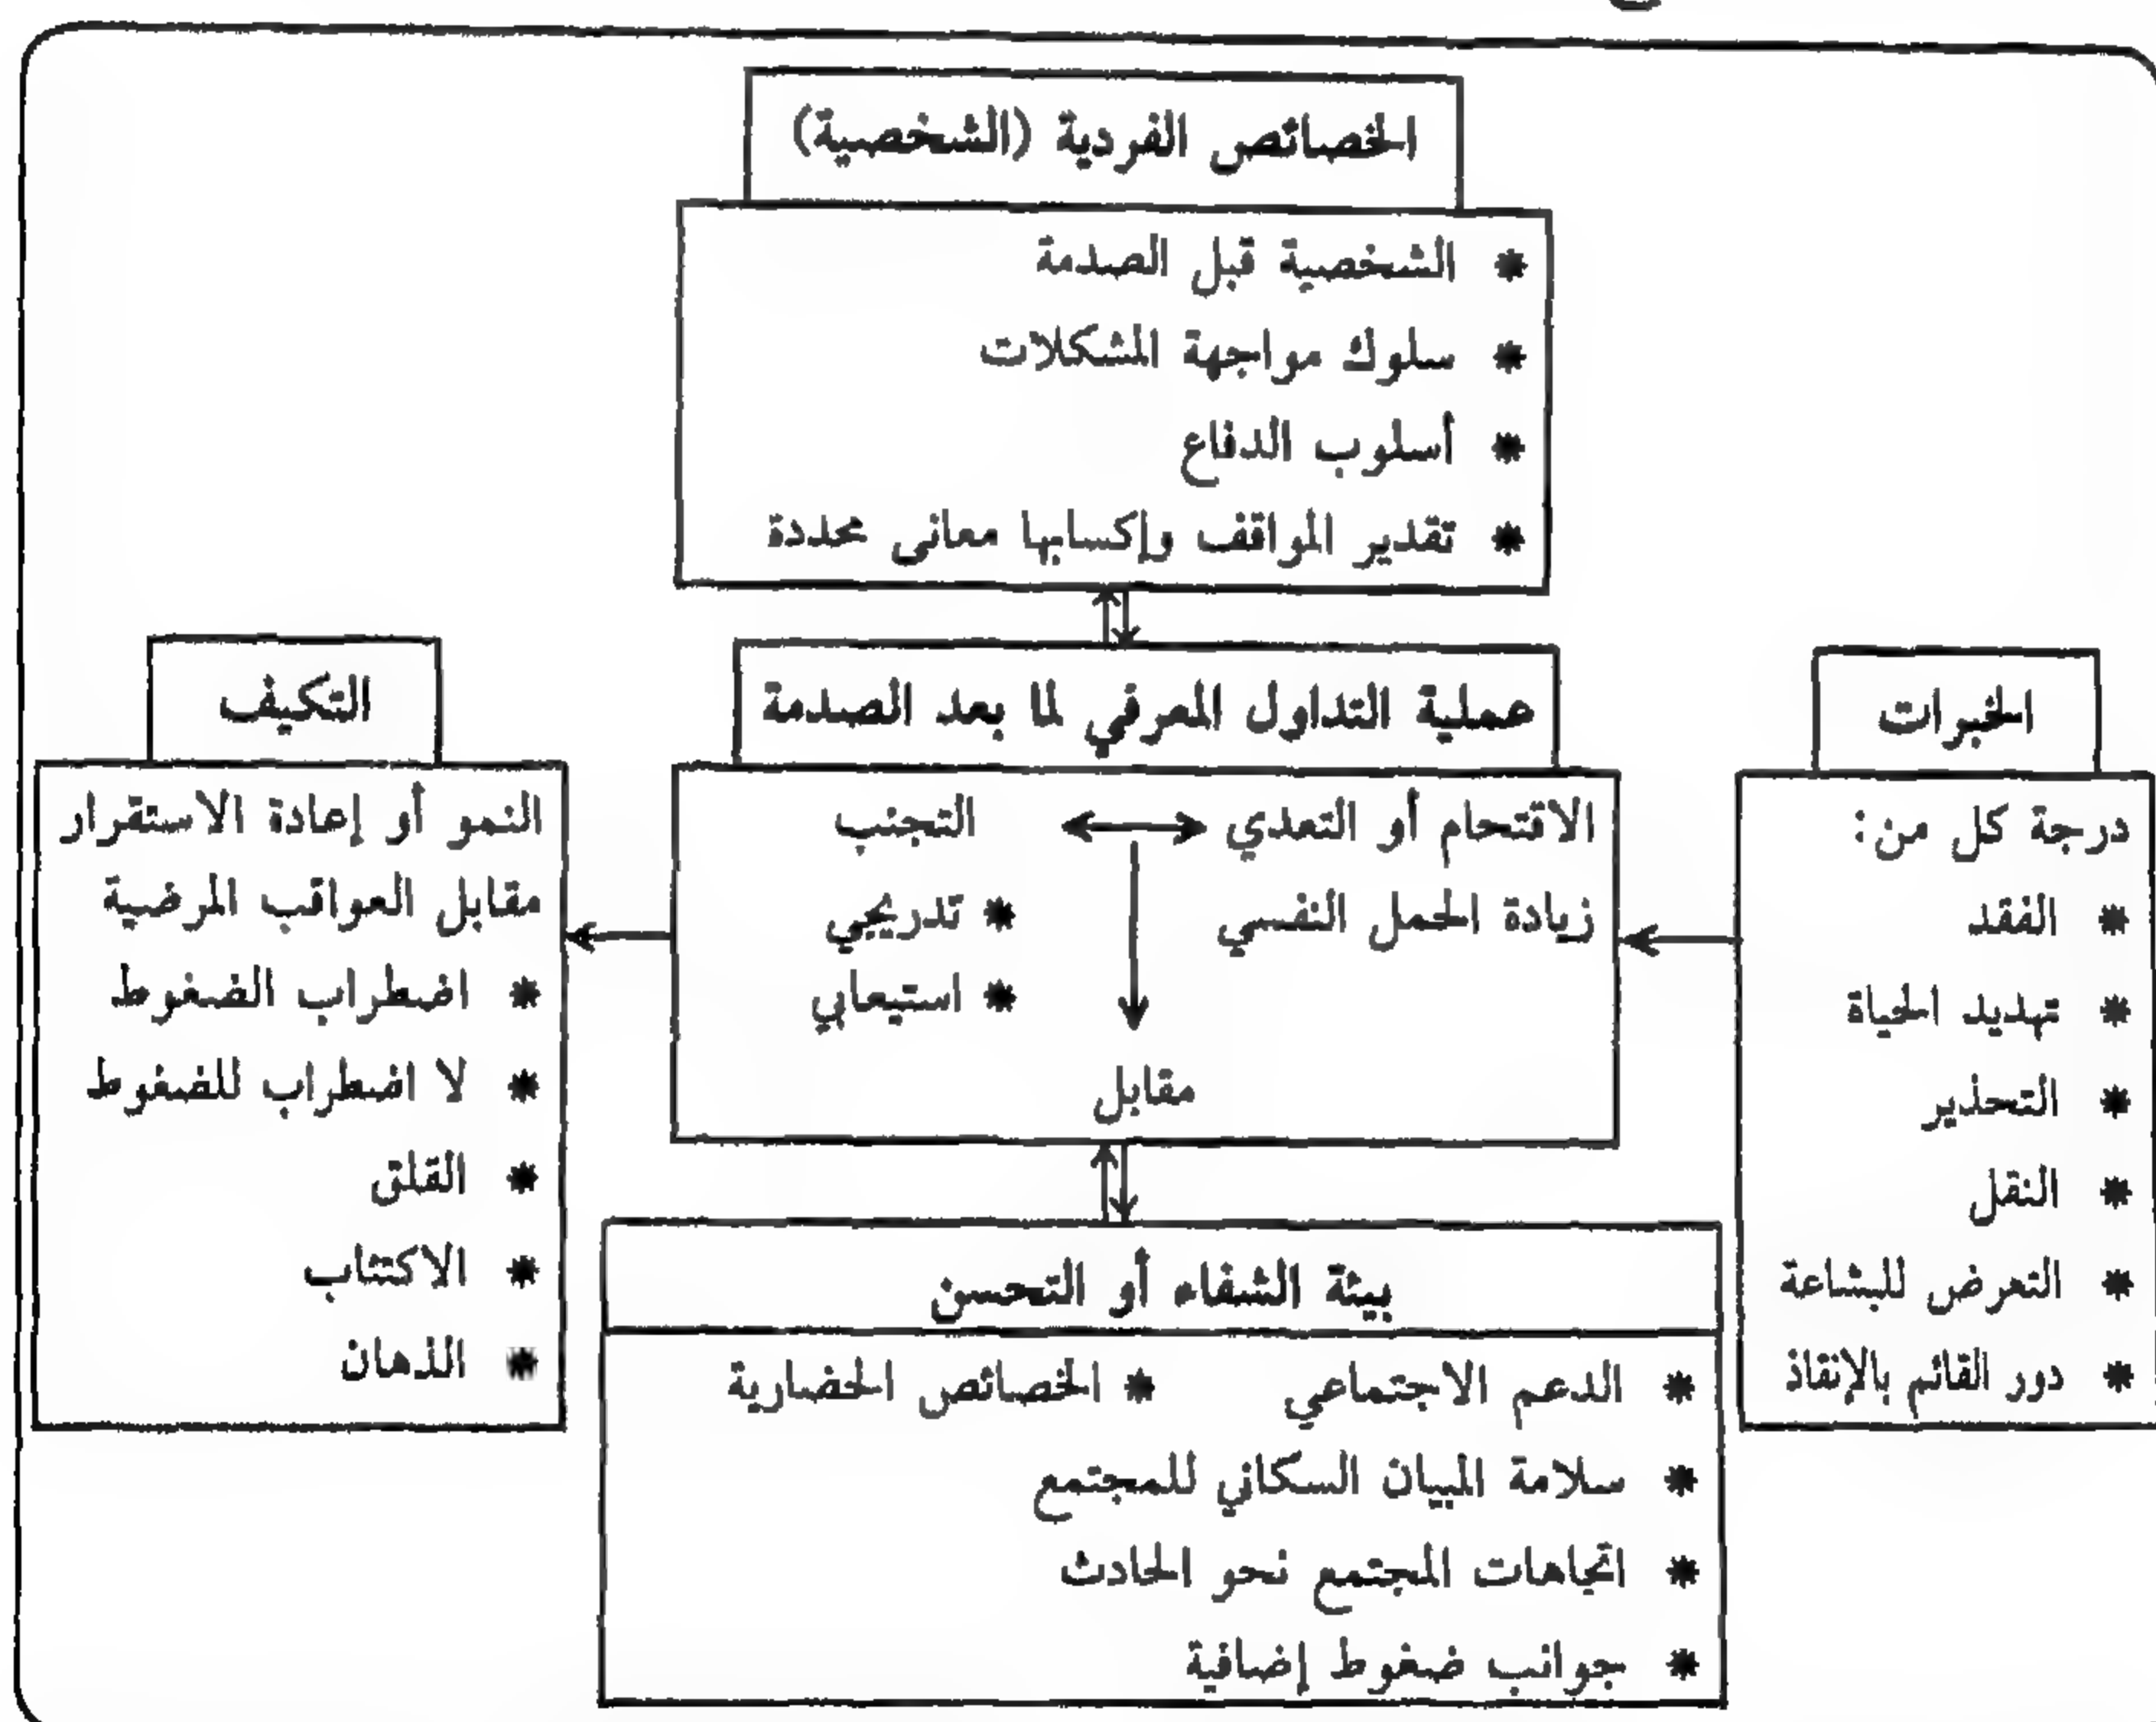 الخصائص الفردية (الشخصية)
* الشخصية قبل الصدمة
* سلوك مواجهة المشكلات
* أسلوب الدفاع
* تقدير المواقف وإكسابها معانى محددة
الخبرات
درجة كل من:
* الفقد
* تهديد الحياة
* التحذير
* النقل
* التعرض للبشاعة
* دور القائم بالإنقاذ
عملية التداول المعرفي لما بعد الصدمة
الاقتحام أو التعدي التجنب
زيادة الحمل النفسي * تدريجي
* استيعابي
مقابل
التكيف
النمو أو إعادة الاستقرار
مقابل العواقب المرضية
* اضطراب الضغوط
* لا اضطراب للضغوط
* القلق
* الاكتئاب
* الذهان
بيئة الشفاء أو التحسن
* الدعم الاجتماعي * الخصائص الحضارية
* سلامة الميبان السكاني للمجتمع
* اتجاهات المجتمع نحو الحادث
* جوانب ضغوط إضافية